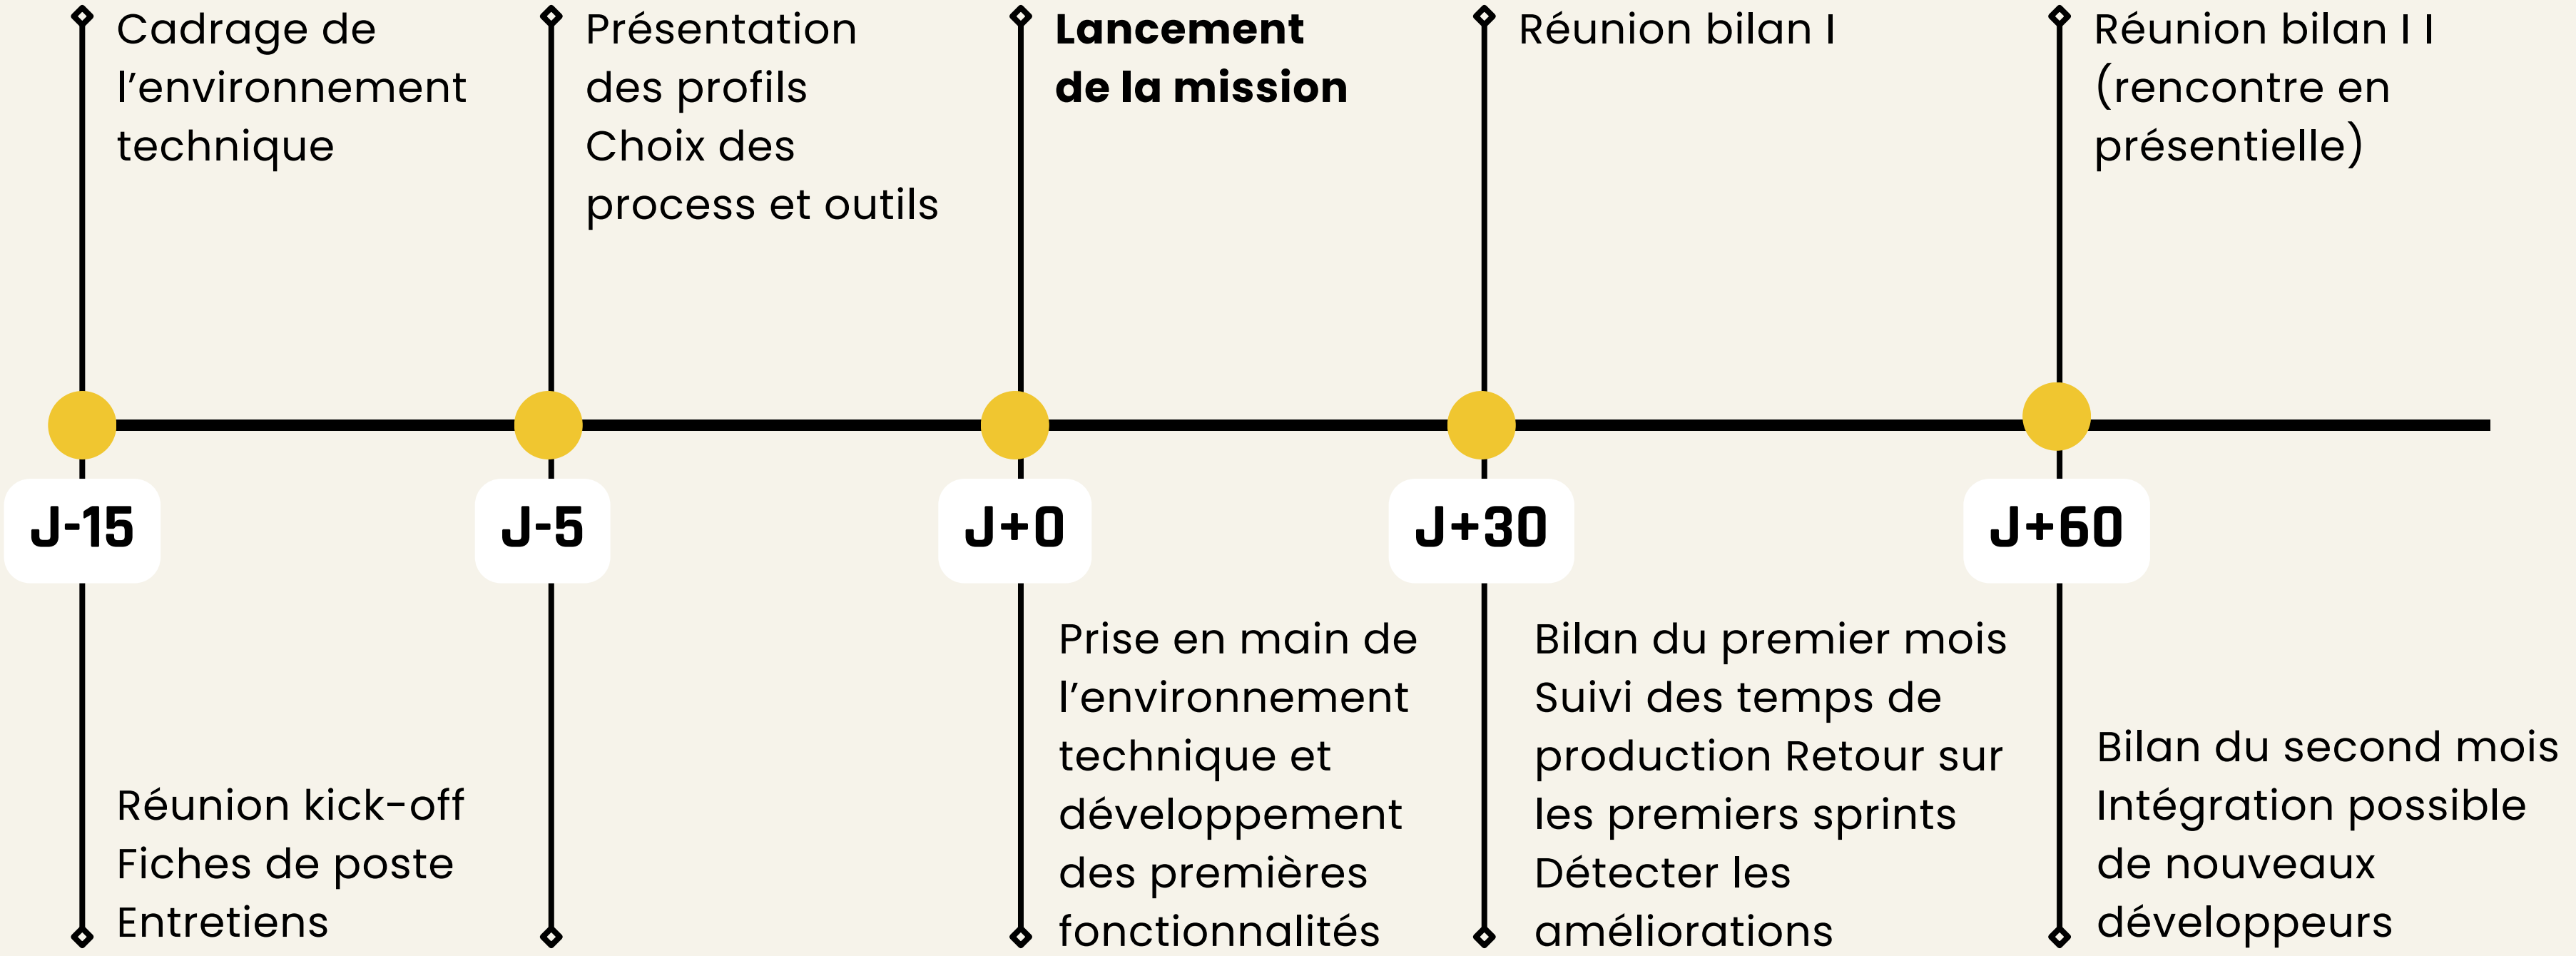 Cadrage de
l’environnement
technique
Présentation
des profils
Choix des
process et outils
Lancement
de la mission
Réunion bilan I
Réunion bilan I I
(rencontre en
présentielle)
J-15
J-5
J+0
J+30
J+60
Réunion kick-off
Fiches de poste
Entretiens
Prise en main de
l’environnement
technique et
développement
des premières
fonctionnalités
Bilan du premier mois
Suivi des temps de
production Retour sur
les premiers sprints
Détecter les
améliorations
Bilan du second mois
Intégration possible
de nouveaux
développeurs